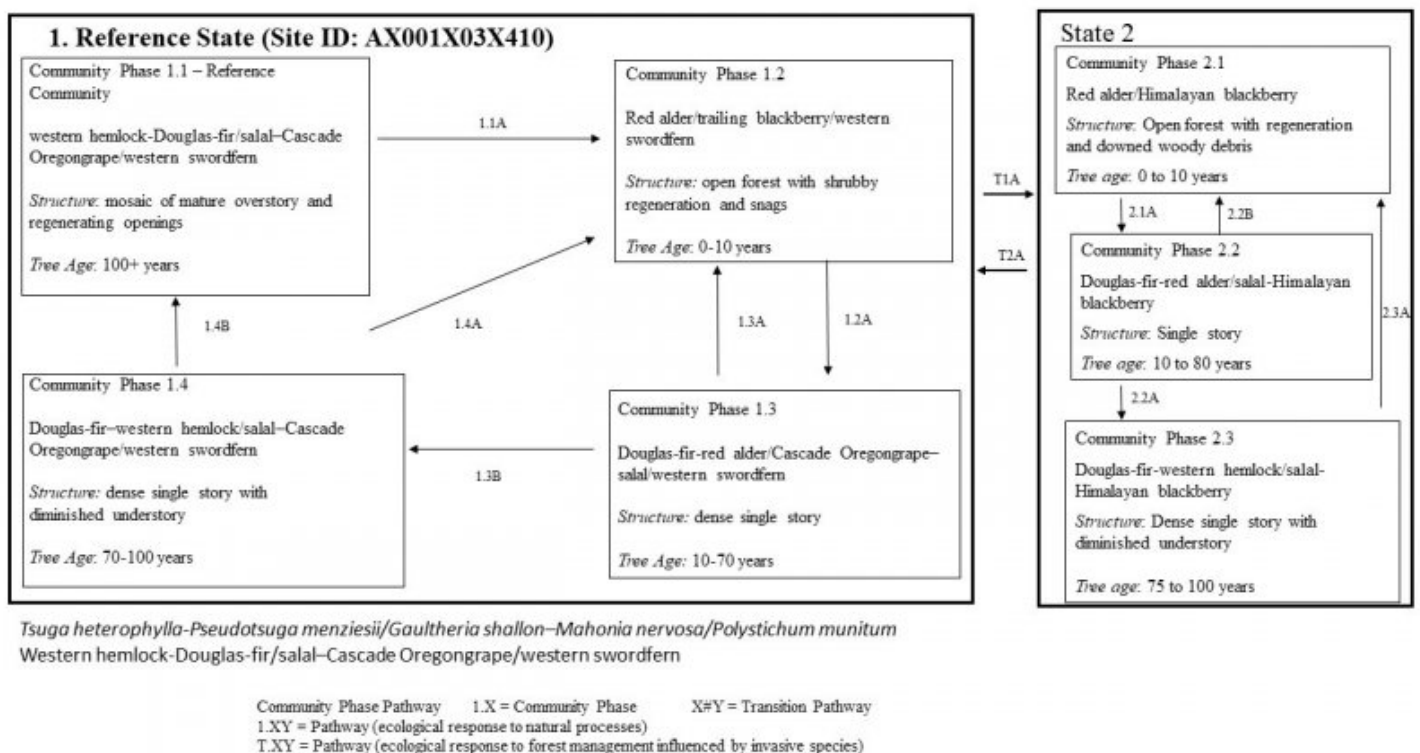 1. Reference State (Site ID: AX001X03X410)
Community Phase 1.1 – Reference
Community
western hemlock-Douglas-fir/salal–Cascade
Oregongrape/western swordfern
Structure: mosaic of mature overstory and
regenerating openings
Tree Age: 100+ years
1.1A
Community Phase 1.2
Red alder/trailing blackberry/western
swordfern
Structure: open forest with shrubby
regeneration and snags
Tree Age: 0-10 years
1.4B
1.4A
1.3A
1.2A
Community Phase 1.4
Douglas-fir–western hemlock/salal–Cascade
Oregongrape/western swordfern
Structure: dense single story with
diminished understory
Tree Age: 70-100 years
1.3B
Community Phase 1.3
Douglas-fir-red alder/Cascade Oregongrape–
salal/western swordfern
Structure: dense single story
Tree Age: 10-70 years
T1A
T2A
State 2
Community Phase 2.1
Red alder/Himalayan blackberry
Structure: Open forest with regeneration
and downed woody debris
Tree age: 0 to 10 years
2.1A
2.2B
Community Phase 2.2
Douglas-fir-red alder/salal-Himalayan
blackberry
Structure: Single story
Tree age: 10 to 80 years
2.3A
2.2A
Community Phase 2.3
Douglas-fir-western hemlock/salal-
Himalayan blackberry
Structure: Dense single story with
diminished understory
Tree age: 75 to 100 years
Tsuga heterophylla-Pseudotsuga menziesii/Gaultheria shallon–Mahonia nervosa/Polystichum munitum
Western hemlock-Douglas-fir/salal–Cascade Oregongrape/western swordfern
Community Phase Pathway 1.X = Community Phase X#Y = Transition Pathway
1.XY = Pathway (ecological response to natural processes)
T.XY = Pathway (ecological response to forest management influenced by invasive species)